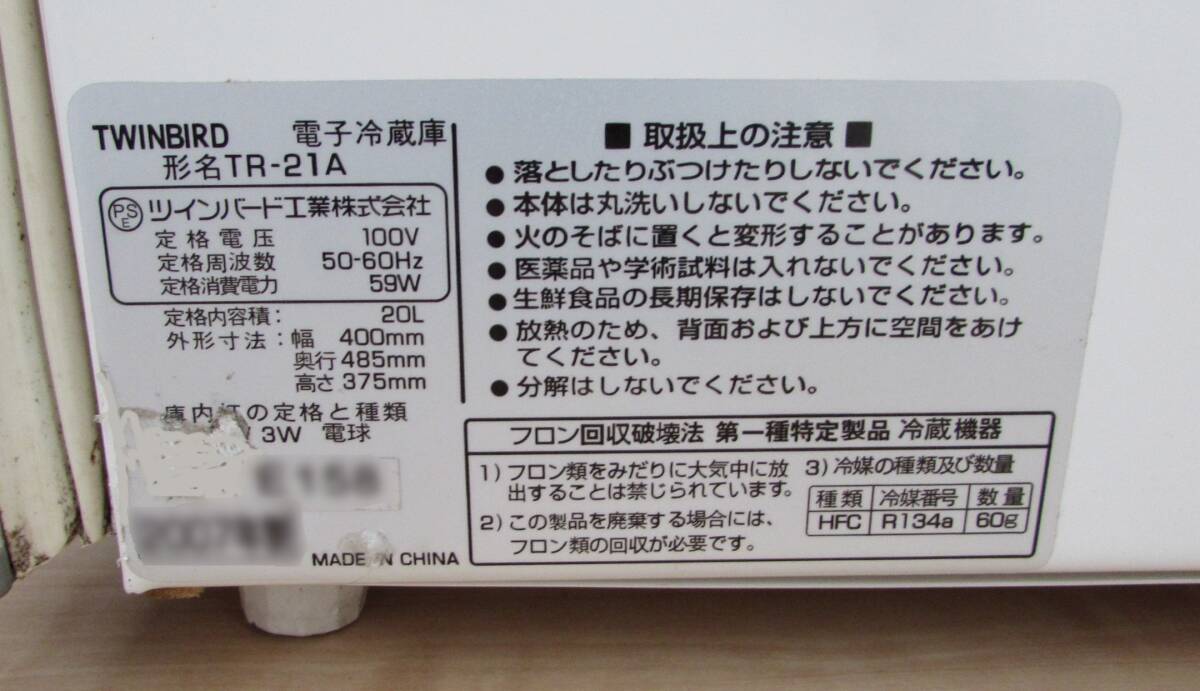 TWINBIRD 電子冷蔵庫
形名TR-21A
PSE ツインバード工業株式会社
定格電圧 100V
定格周波数 50-60Hz
定格消費電力 59W
定格内容積: 20L
外形寸法:幅 400mm
奥行485mm
高さ375mm
庫内灯の定格と種類
3W 電球
MADE IN CHINA
■ 取扱上の注意 ■
● 落としたりぶつけたりしないでください。
● 本体は丸洗いしないでください。
● 火のそばに置くと変形することがあります。
● 医薬品や学術試料は入れないでください。
● 生鮮食品の長期保存はしないでください。
● 放熱のため、背面および上方に空間をあけ
てください。
● 分解はしないでください。
フロン回収破壊法 第一種特定製品 冷蔵機器
1) フロン類をみだりに大気中に放
出することは禁じられています。
2) この製品を廃棄する場合には、
フロン類の回収が必要です。
3) 冷媒の種類及び数量
種類 冷媒番号 数量
HFC R134a 60g